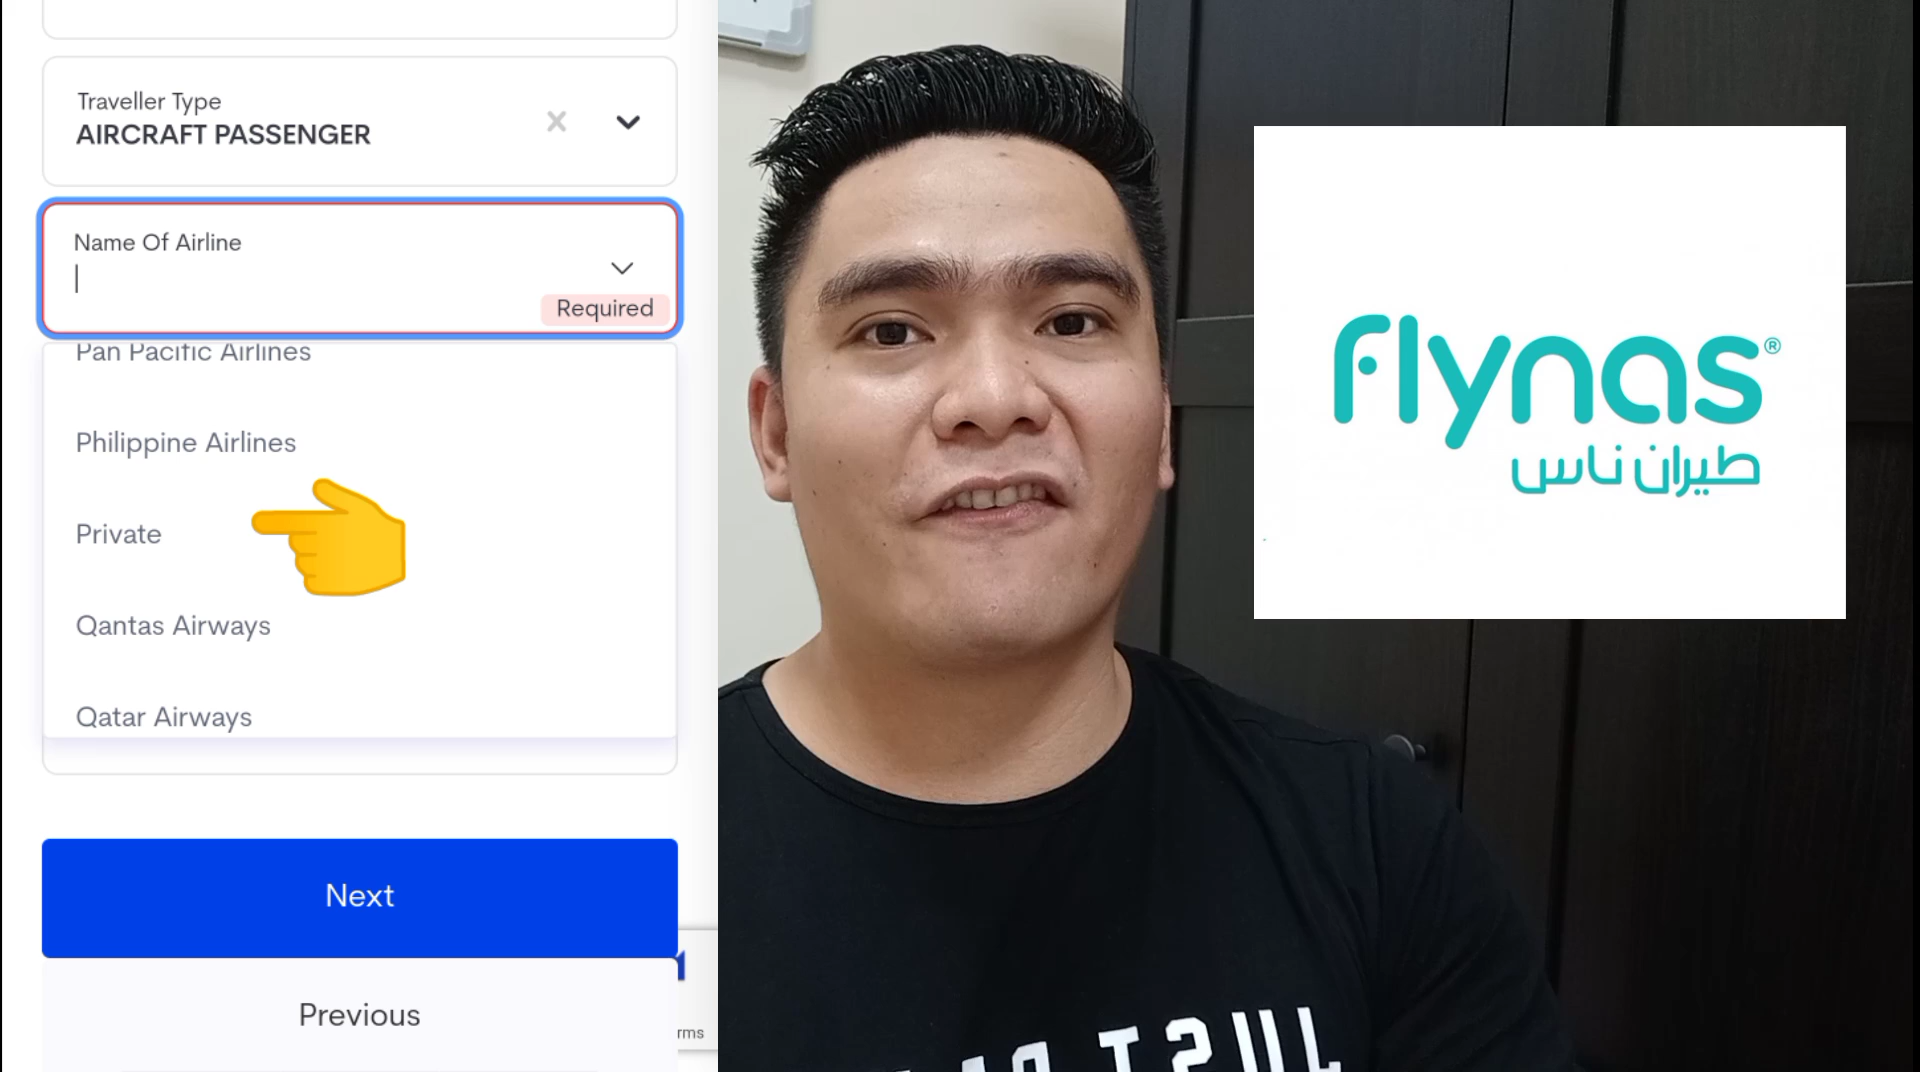 Traveller Type
AIRCRAFT PASSENGER
Name Of Airline
Required
Pan Pacific Airlines
Philippine Airlines
Private
Qantas Airways
Qatar Airways
Next
Previous
rms
flynas®
طيران ناس
JUST